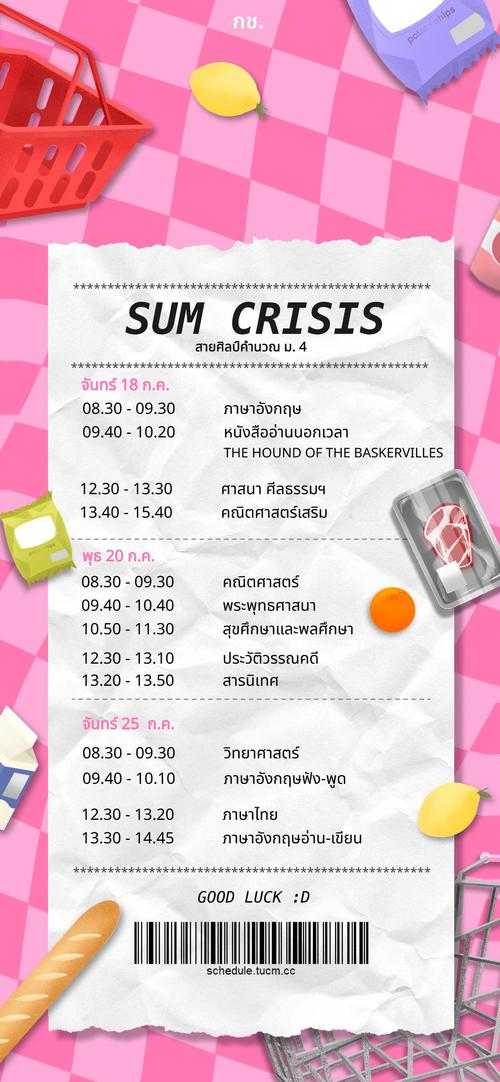 กช.
potato chips
************************************************
SUM CRISIS
สายศิลป์คำนวณ ม. 4
************************************************
จันทร์ 18 ก.ค.
08.30 - 09.30 ภาษาอังกฤษ
09.40 - 10.20 หนังสืออ่านนอกเวลา
THE HOUND OF THE BASKERVILLES
12.30 - 13.30 ศาสนา ศีลธรรมฯ
13.40 - 15.40 คณิตศาสตร์เสริม
พุธ 20 ก.ค.
08.30 - 09.30 คณิตศาสตร์
09.40 - 10.40 พระพุทธศาสนา
10.50 - 11.30 สุขศึกษาและพลศึกษา
12.30 - 13.10 ประวัติวรรณคดี
13.20 - 13.50 สารนิเทศ
จันทร์ 25 ก.ค.
08.30 - 09.30 วิทยาศาสตร์
09.40 - 10.10 ภาษาอังกฤษฟัง-พูด
12.30 - 13.20 ภาษาไทย
13.30 - 14.45 ภาษาอังกฤษอ่าน-เขียน
************************************************
GOOD LUCK :D
schedule.tucm.cc